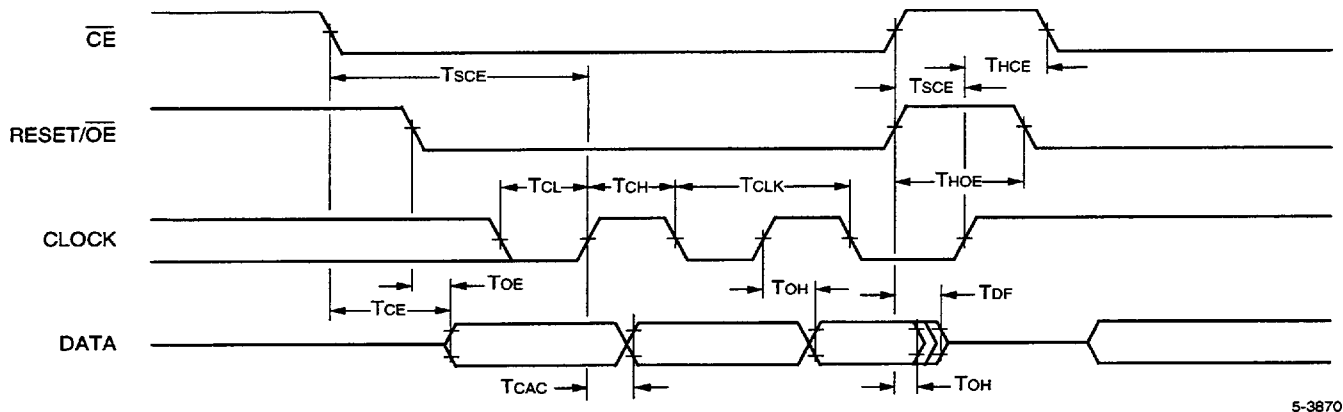 CE
THCE
TSCE
TSCE
RESET/OE
TCL
TCH
TCLK
THOE
CLOCK
TOE
TOH
TDF
TCE
DATA
TCAC
TOH
5-3870